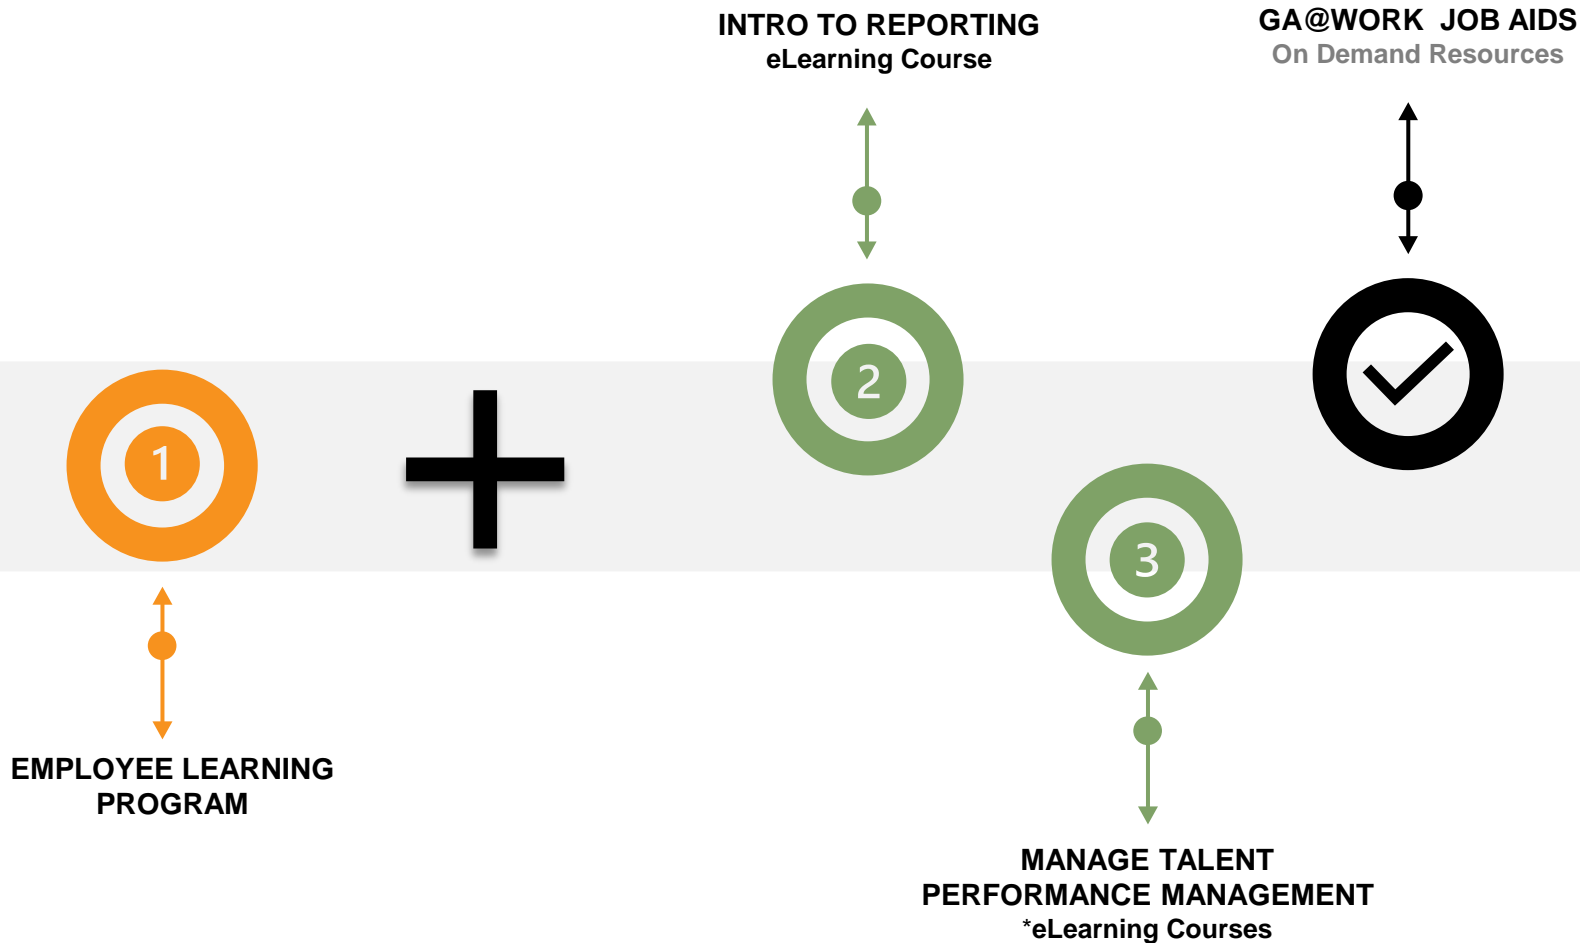 INTRO TO REPORTING
eLearning Course
GA@WORK  JOB AIDS
On Demand Resources
1
2
3
EMPLOYEE LEARNING
PROGRAM
MANAGE TALENT
PERFORMANCE MANAGEMENT
*eLearning Courses